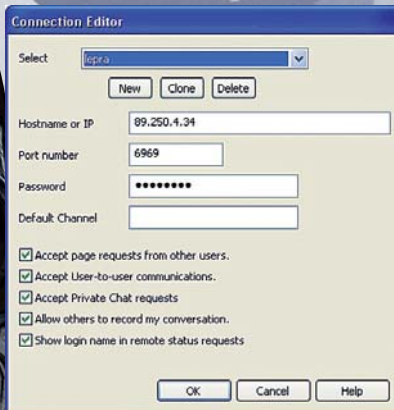 Connection Editor
Select lepra
New Clone Delete
Hostname or IP 89.250.4.34
Port number 6969
Password ••••••••
Default Channel
Accept page requests from other users.
Accept User-to-user communications.
Accept Private Chat requests
Allow others to record my conversation.
Show login name in remote status requests
OK Cancel Help